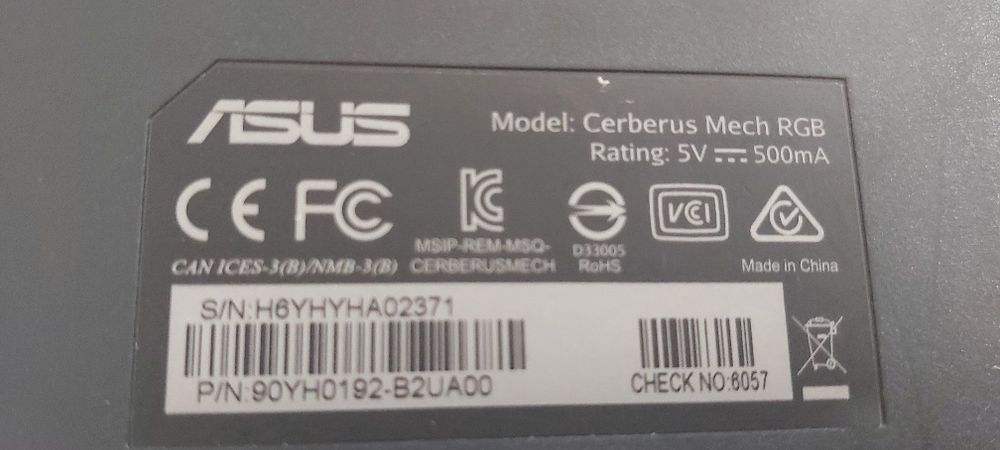 ASUS
Model: Cerberus Mech RGB
Rating: 5V 500mA
CE FC KC VCI
CAN ICES-3(B)/NMB-3(B)
MSIP-REM-MSQ-
CERBERUSMECH
D33005
RoHS
Made in China
S/N:H6YHYHA02371
P/N:90YH0192-B2UA00
CHECK NO:6057